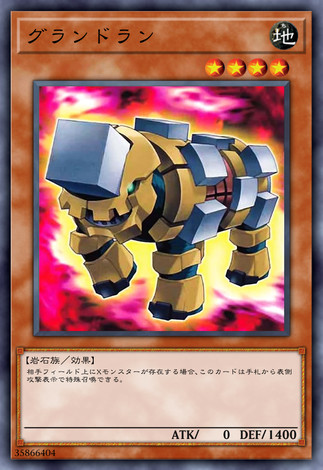 グランドラン
地
【岩石族／効果】
相手フィールド上にXモンスターが存在する場合、このカードは手札から表側
攻撃表示で特殊召喚できる。
ATK/ 0 DEF/1400
35866404